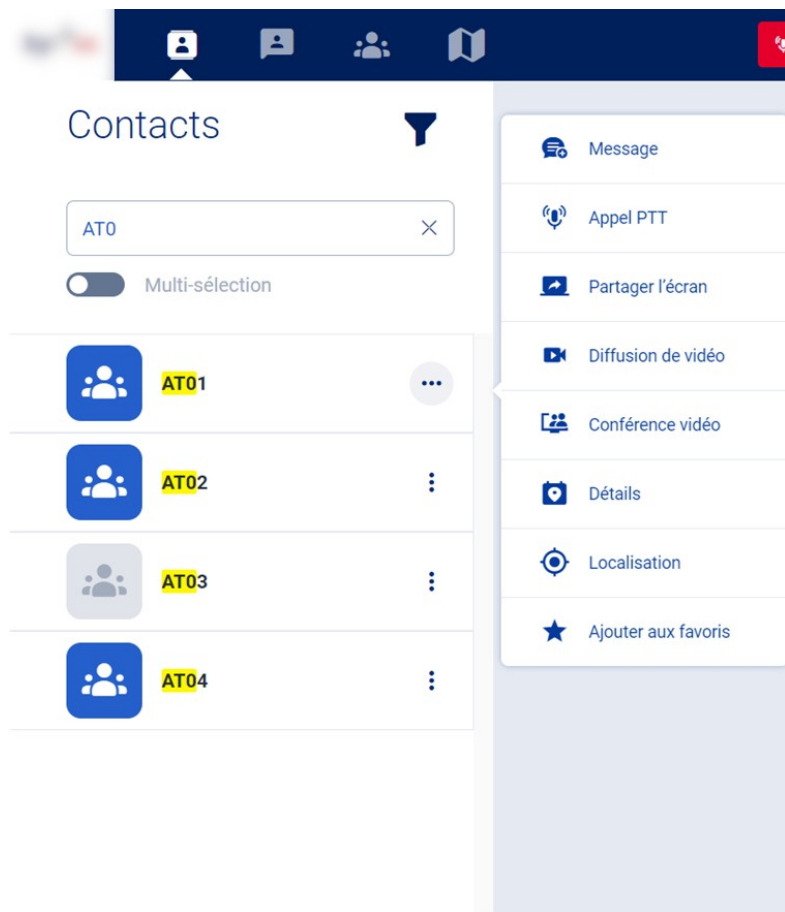 Contacts
AT0
Multi-sélection
AT01
AT02
AT03
AT04
Message
Appel PTT
Partager l'écran
Diffusion de vidéo
Conférence vidéo
Détails
Localisation
Ajouter aux favoris